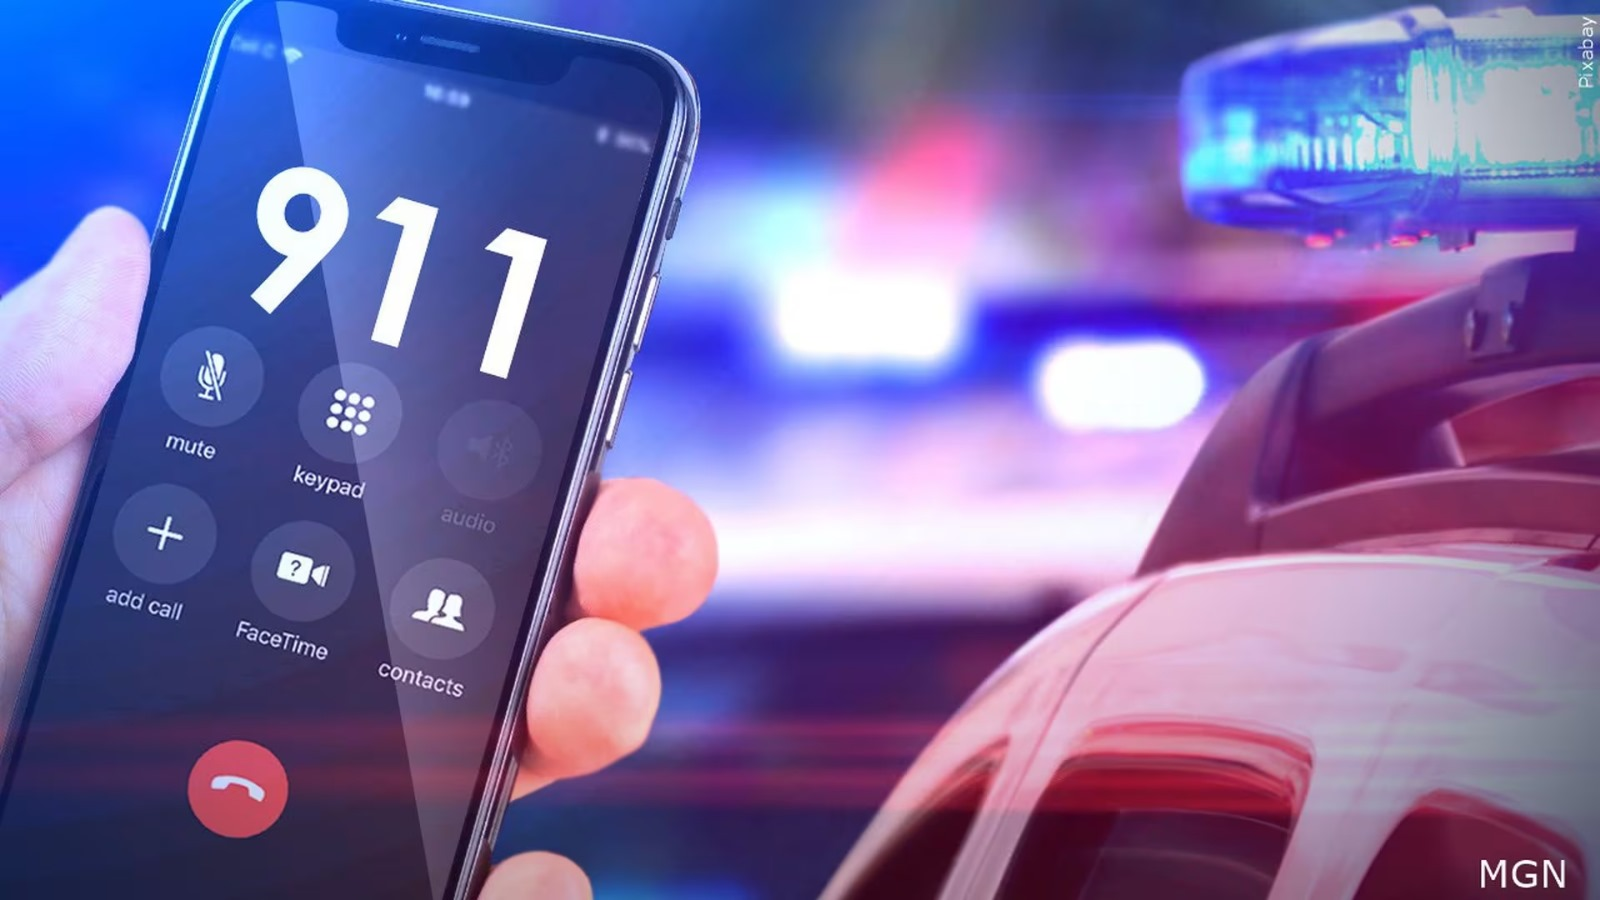 911
mute
keypad
audio
add call
FaceTime
contacts
?
Pixabay
MGN